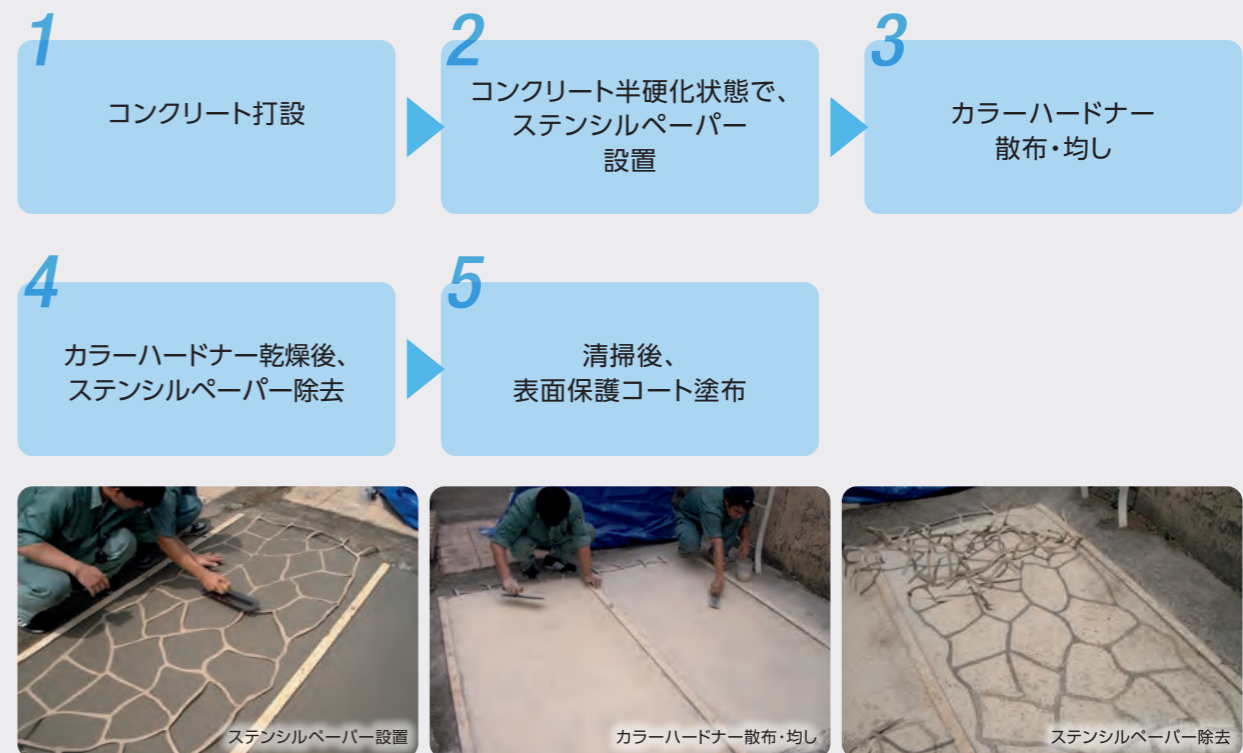 1
コンクリート打設
2
コンクリート半硬化状態で、
ステンシルペーパー
設置
3
カラーハードナー
散布・均し
4
カラーハードナー乾燥後、
ステンシルペーパー除去
5
清掃後、
表面保護コート塗布
ステンシルペーパー設置
カラーハードナー散布・均し
ステンシルペーパー除去